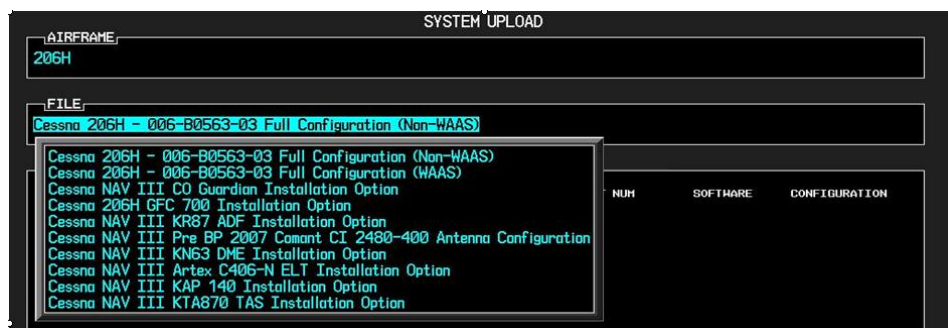 SYSTEM UPLOAD
AIRFRAME
206H
FILE
Cessna 206H - 006-B0563-03 Full Configuration (Non-WAAS)
Cessna 206H - 006-B0563-03 Full Configuration (Non-WAAS)
Cessna 206H - 006-B0563-03 Full Configuration (WAAS)
Cessna NAV III CO Guardian Installation Option
Cessna 206H GFC 700 Installation Option
Cessna NAV III KR87 ADF Installation Option
Cessna NAV III Pre BP 2007 Comant CI 2480-400 Antenna Configuration
Cessna NAV III KN63 DME Installation Option
Cessna NAV III Artex C406-N ELT Installation Option
Cessna NAV III KAP 140 Installation Option
Cessna NAV III KTA870 TAS Installation Option
NUM SOFTWARE CONFIGURATION